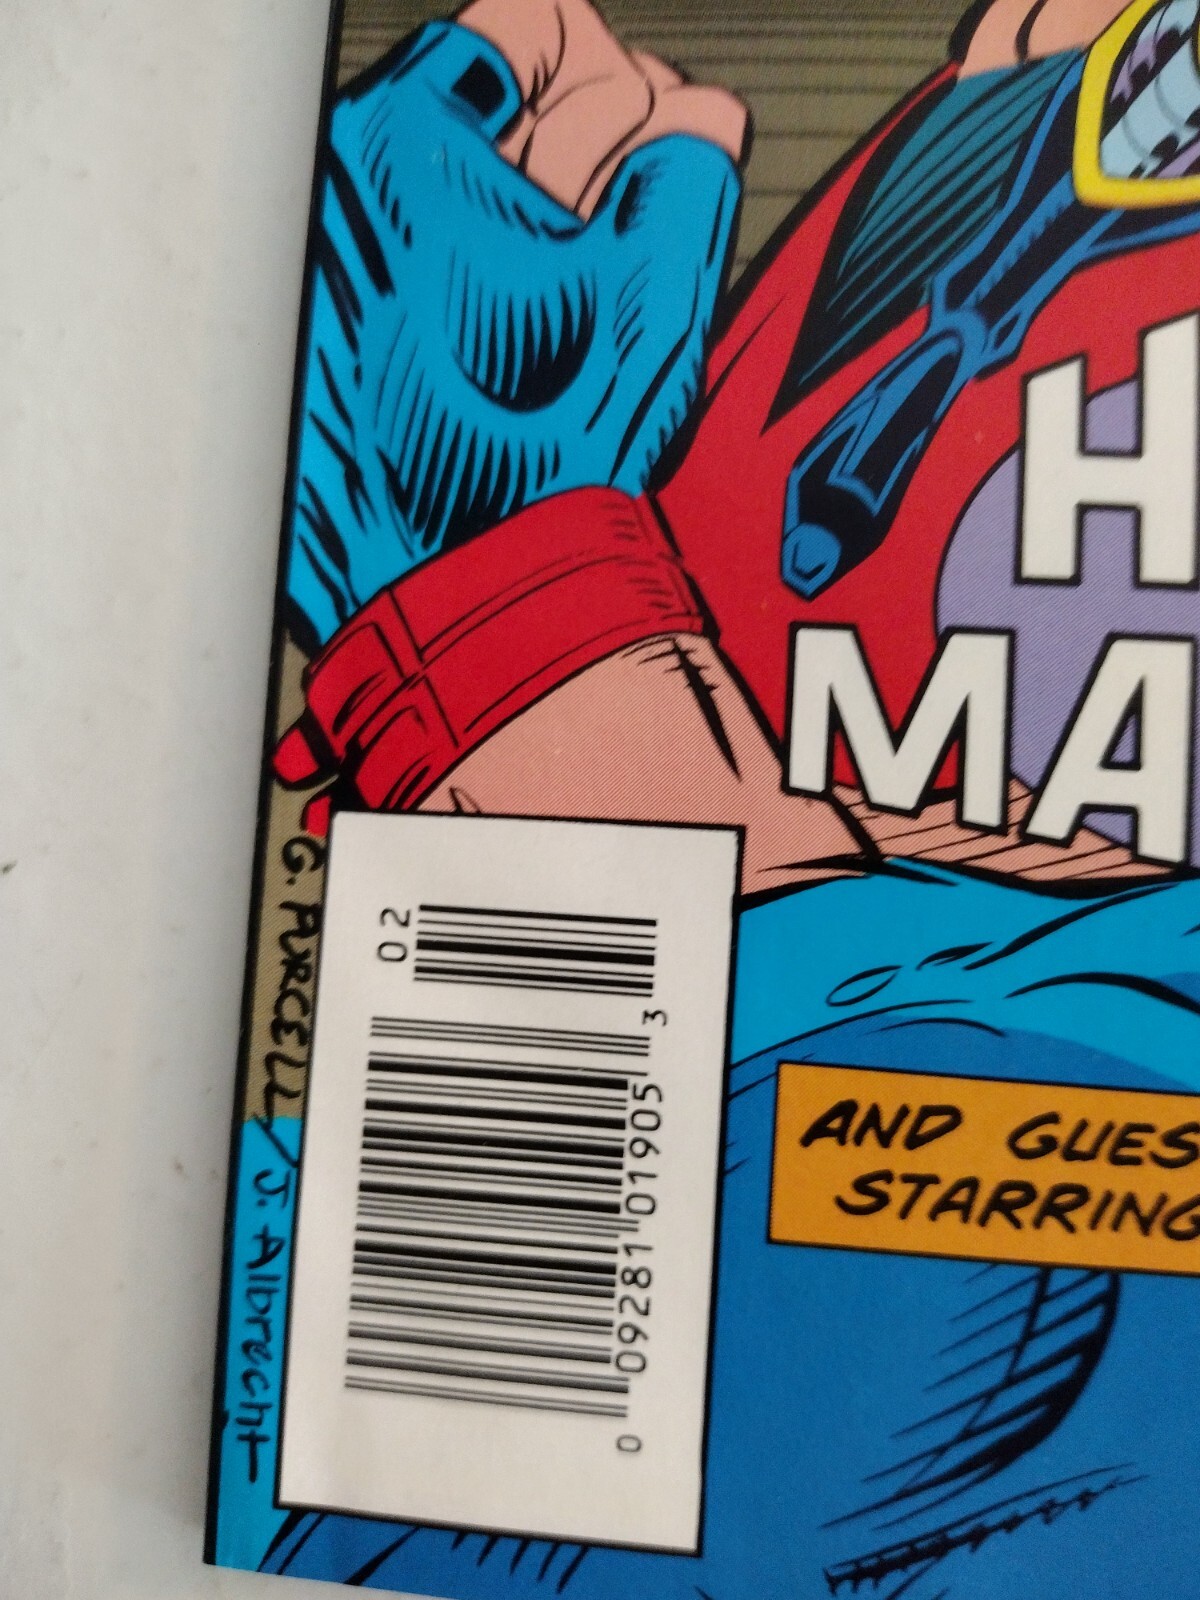 H
MA
AND GUES
STARRING
G. PURCELL / J. Albrecht
02
0 09281 01905 3